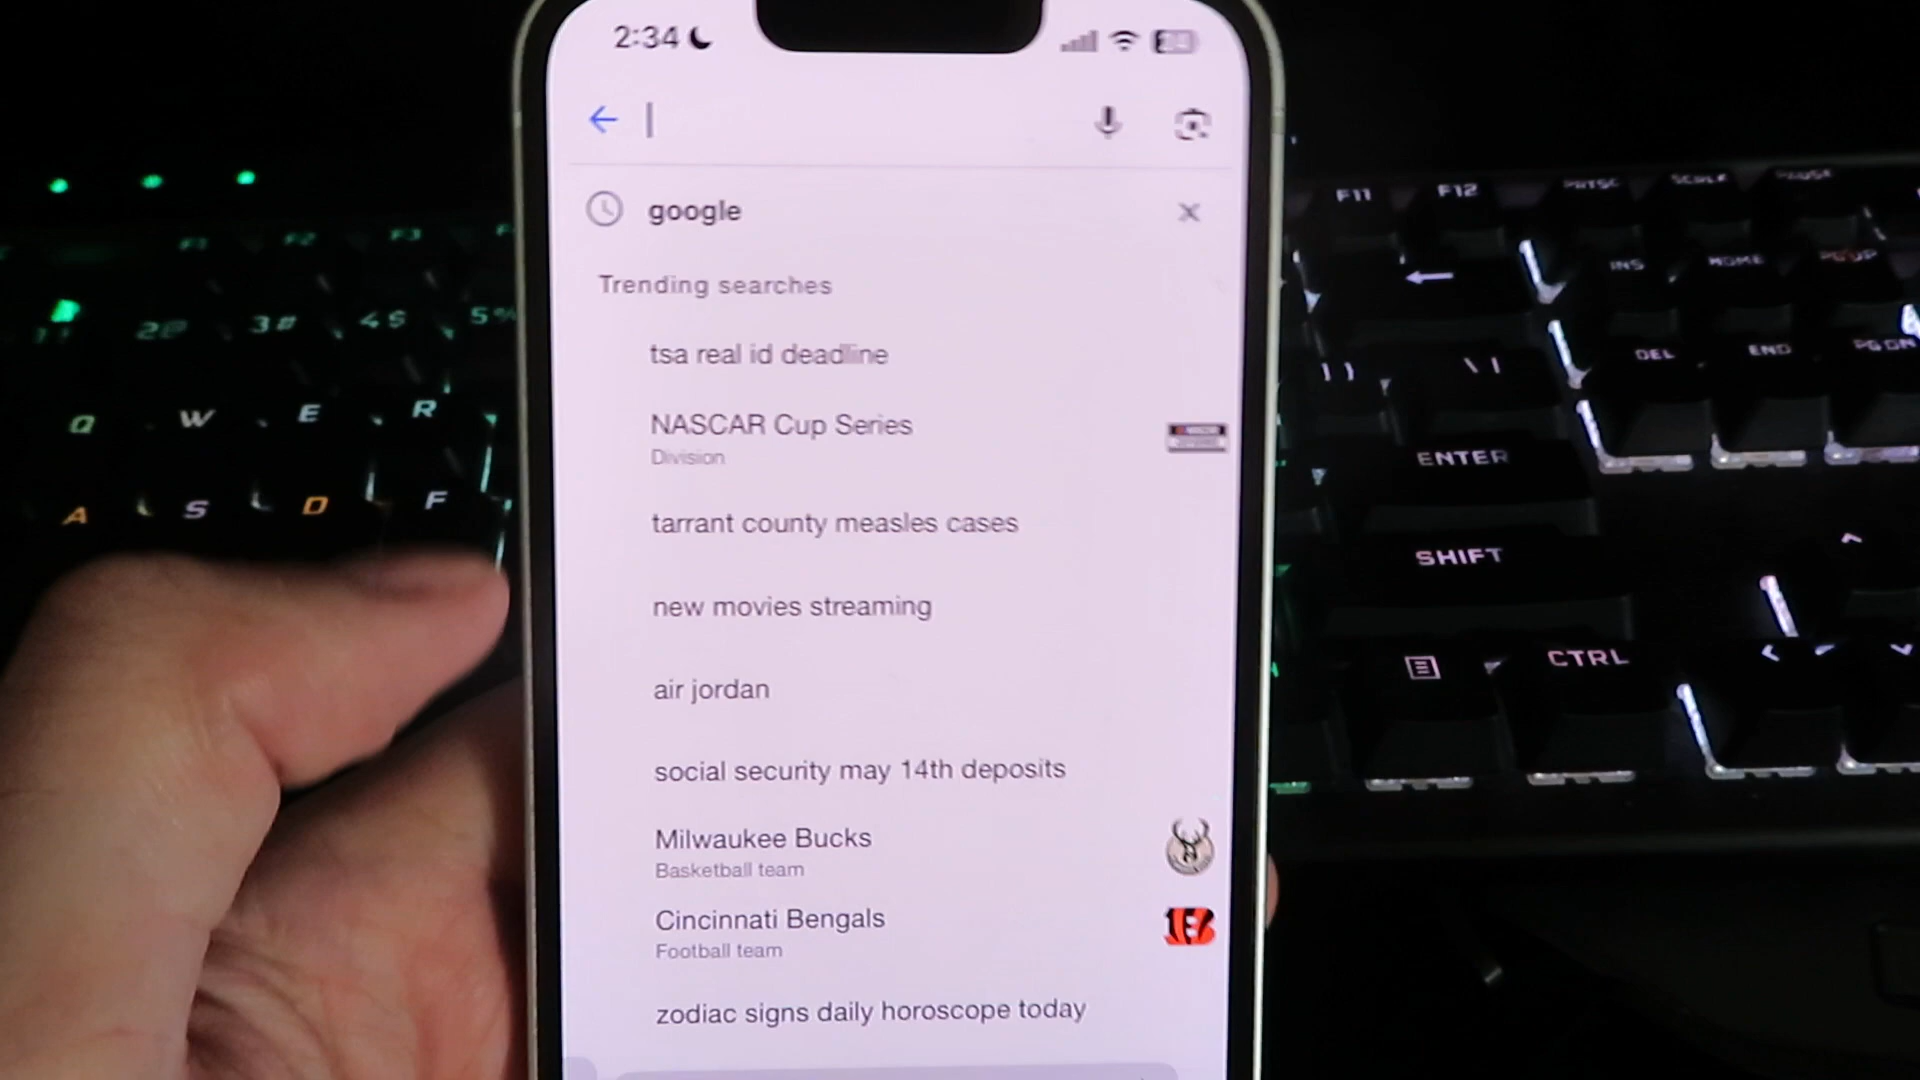 2:34
google
Trending searches
tsa real id deadline
NASCAR Cup Series
Division
tarrant county measles cases
new movies streaming
air jordan
social security may 14th deposits
Milwaukee Bucks
Basketball team
Cincinnati Bengals
Football team
zodiac signs daily horoscope today
F1 F2 F3
2@ 3# 4$ 5%
Q W E R
A S D F
F11 F12 PRTSC SCRLK PAUSE
INS HOME PGUP
\ | DEL END PGDN
ENTER
SHIFT
CTRL